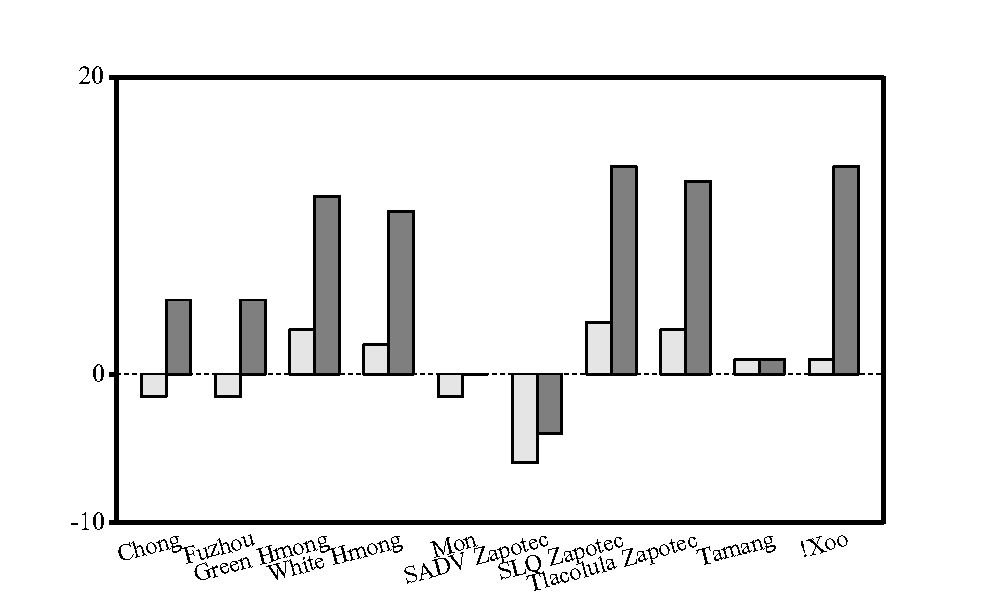 20
0
-10
Chong
Fuzhou
Green Hmong
White Hmong
Mon
SADV Zapotec
SLQ Zapotec
Tlacolula Zapotec
Tamang
!Xoo